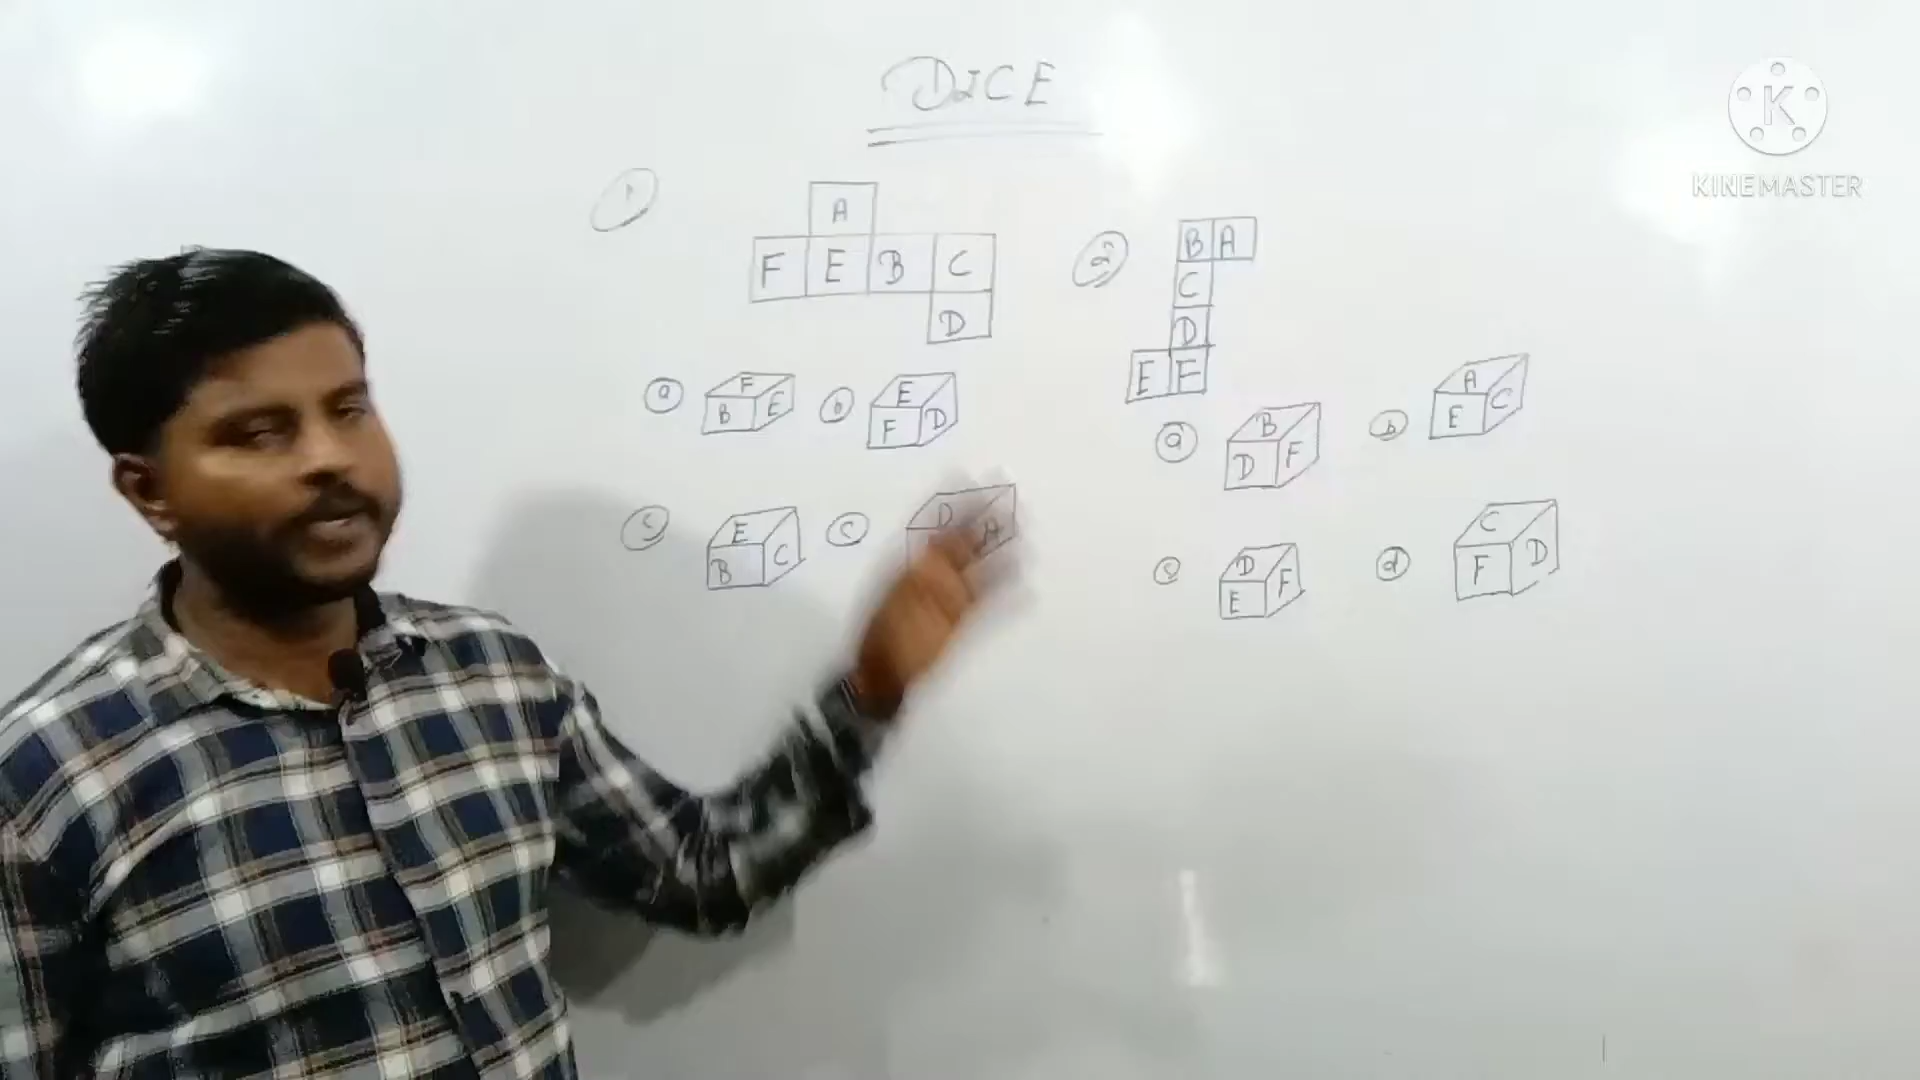 DICE
KINEMASTER
1
A
F E B C
D
a F B E
b E F D
c E B C
c D A
2
B A
C
D
E F
a B D F
b A E C
c D E F
d C F D